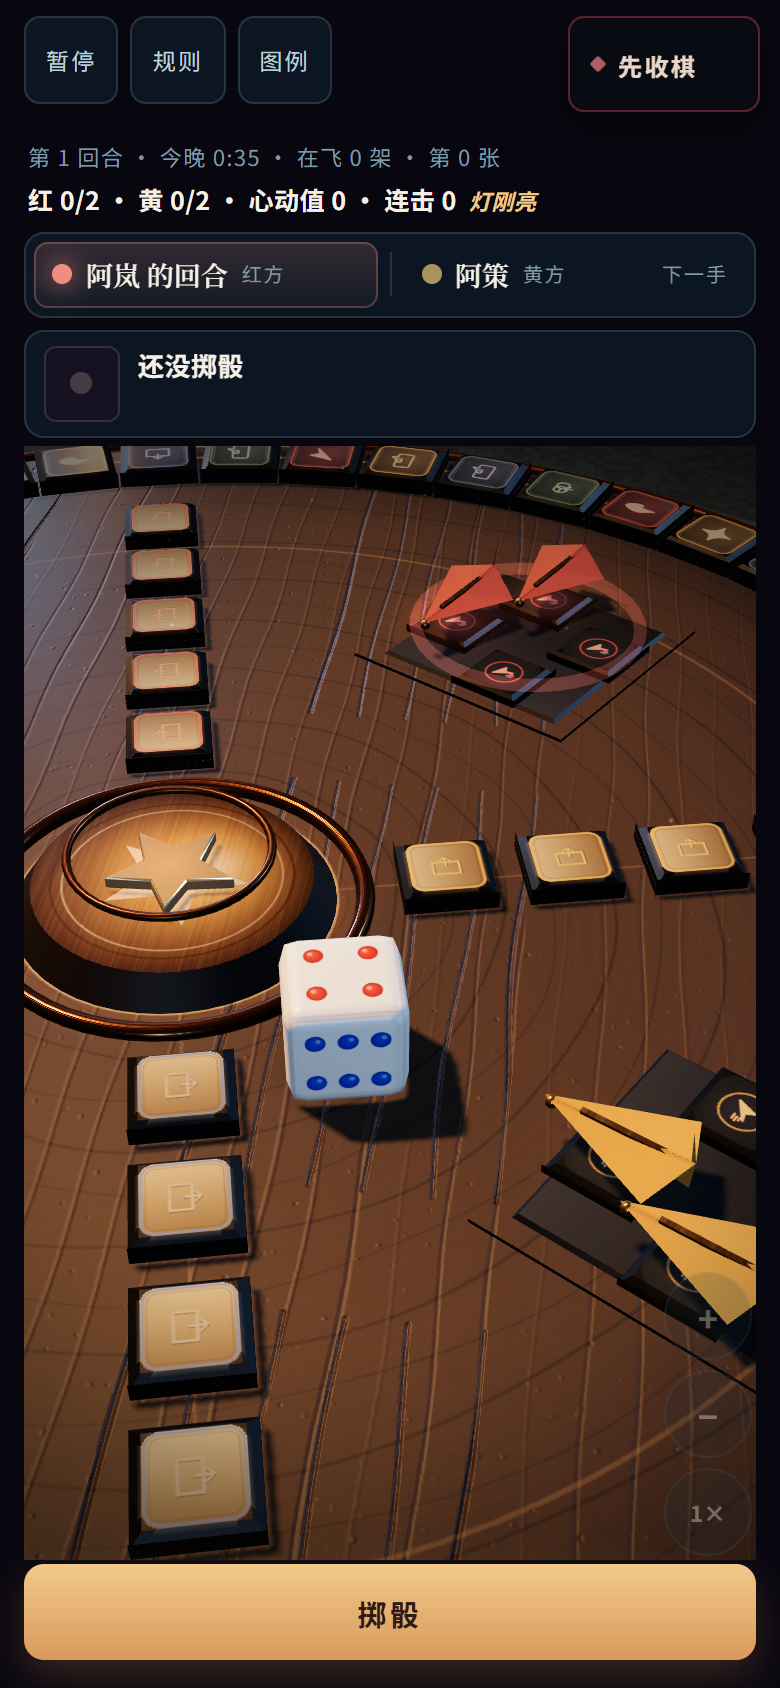 暂停 规则 图例 先收棋
第 1 回合 · 今晚 0:35 · 在飞 0 架 · 第 0 张
红 0/2 · 黄 0/2 · 心动值 0 · 连击 0 灯刚亮
阿岚 的回合 红方 阿策 黄方 下一手
还没掷骰
+
−
1×
掷骰